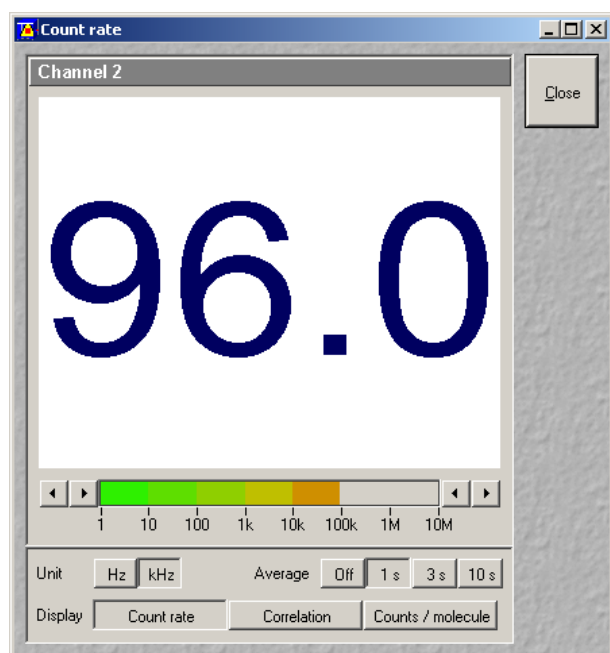 Count rate
Channel 2
Close
96.0
1 10 100 1k 10k 100k 1M 10M
Unit Hz kHz Average Off 1 s 3 s 10 s
Display Count rate Correlation Counts / molecule